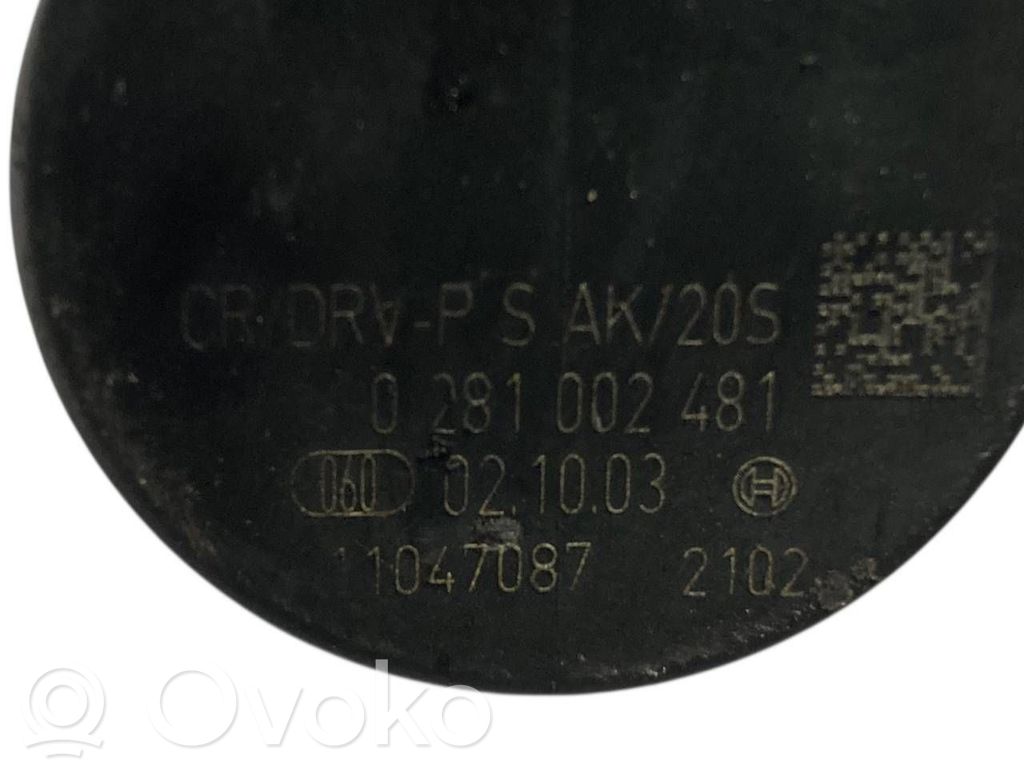 CR/DRV-P S AK/20S
0 281 002 481
060 02.10.03
11047087 2102
Ovoko